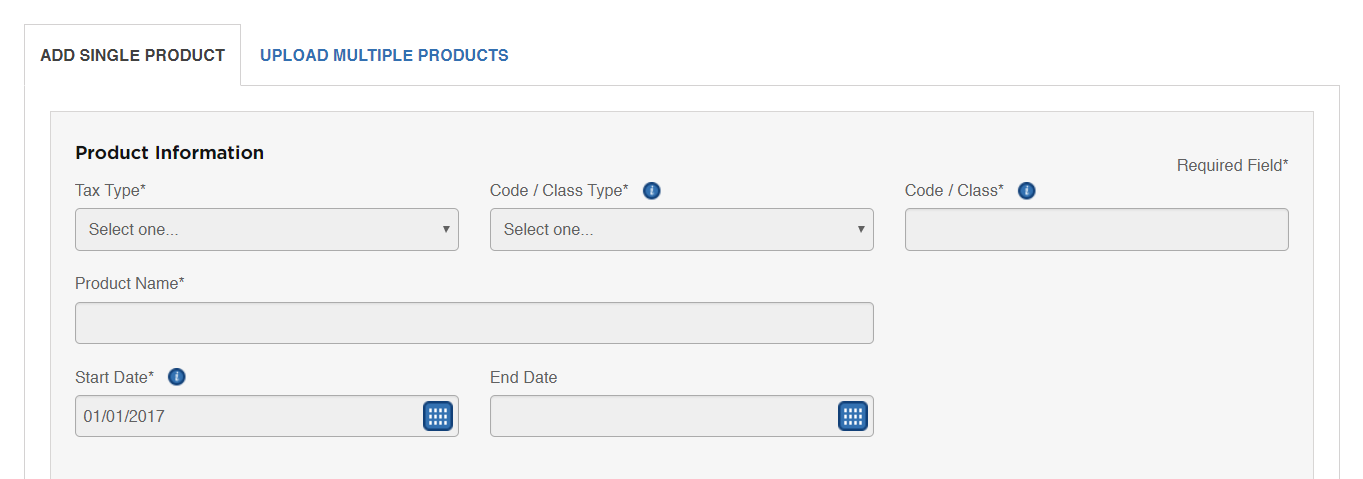 ADD SINGLE PRODUCT UPLOAD MULTIPLE PRODUCTS
Product Information
Required Field*
Tax Type* Code / Class Type* i Code / Class* i
Select one... Select one...
Product Name*
Start Date* i End Date
01/01/2017